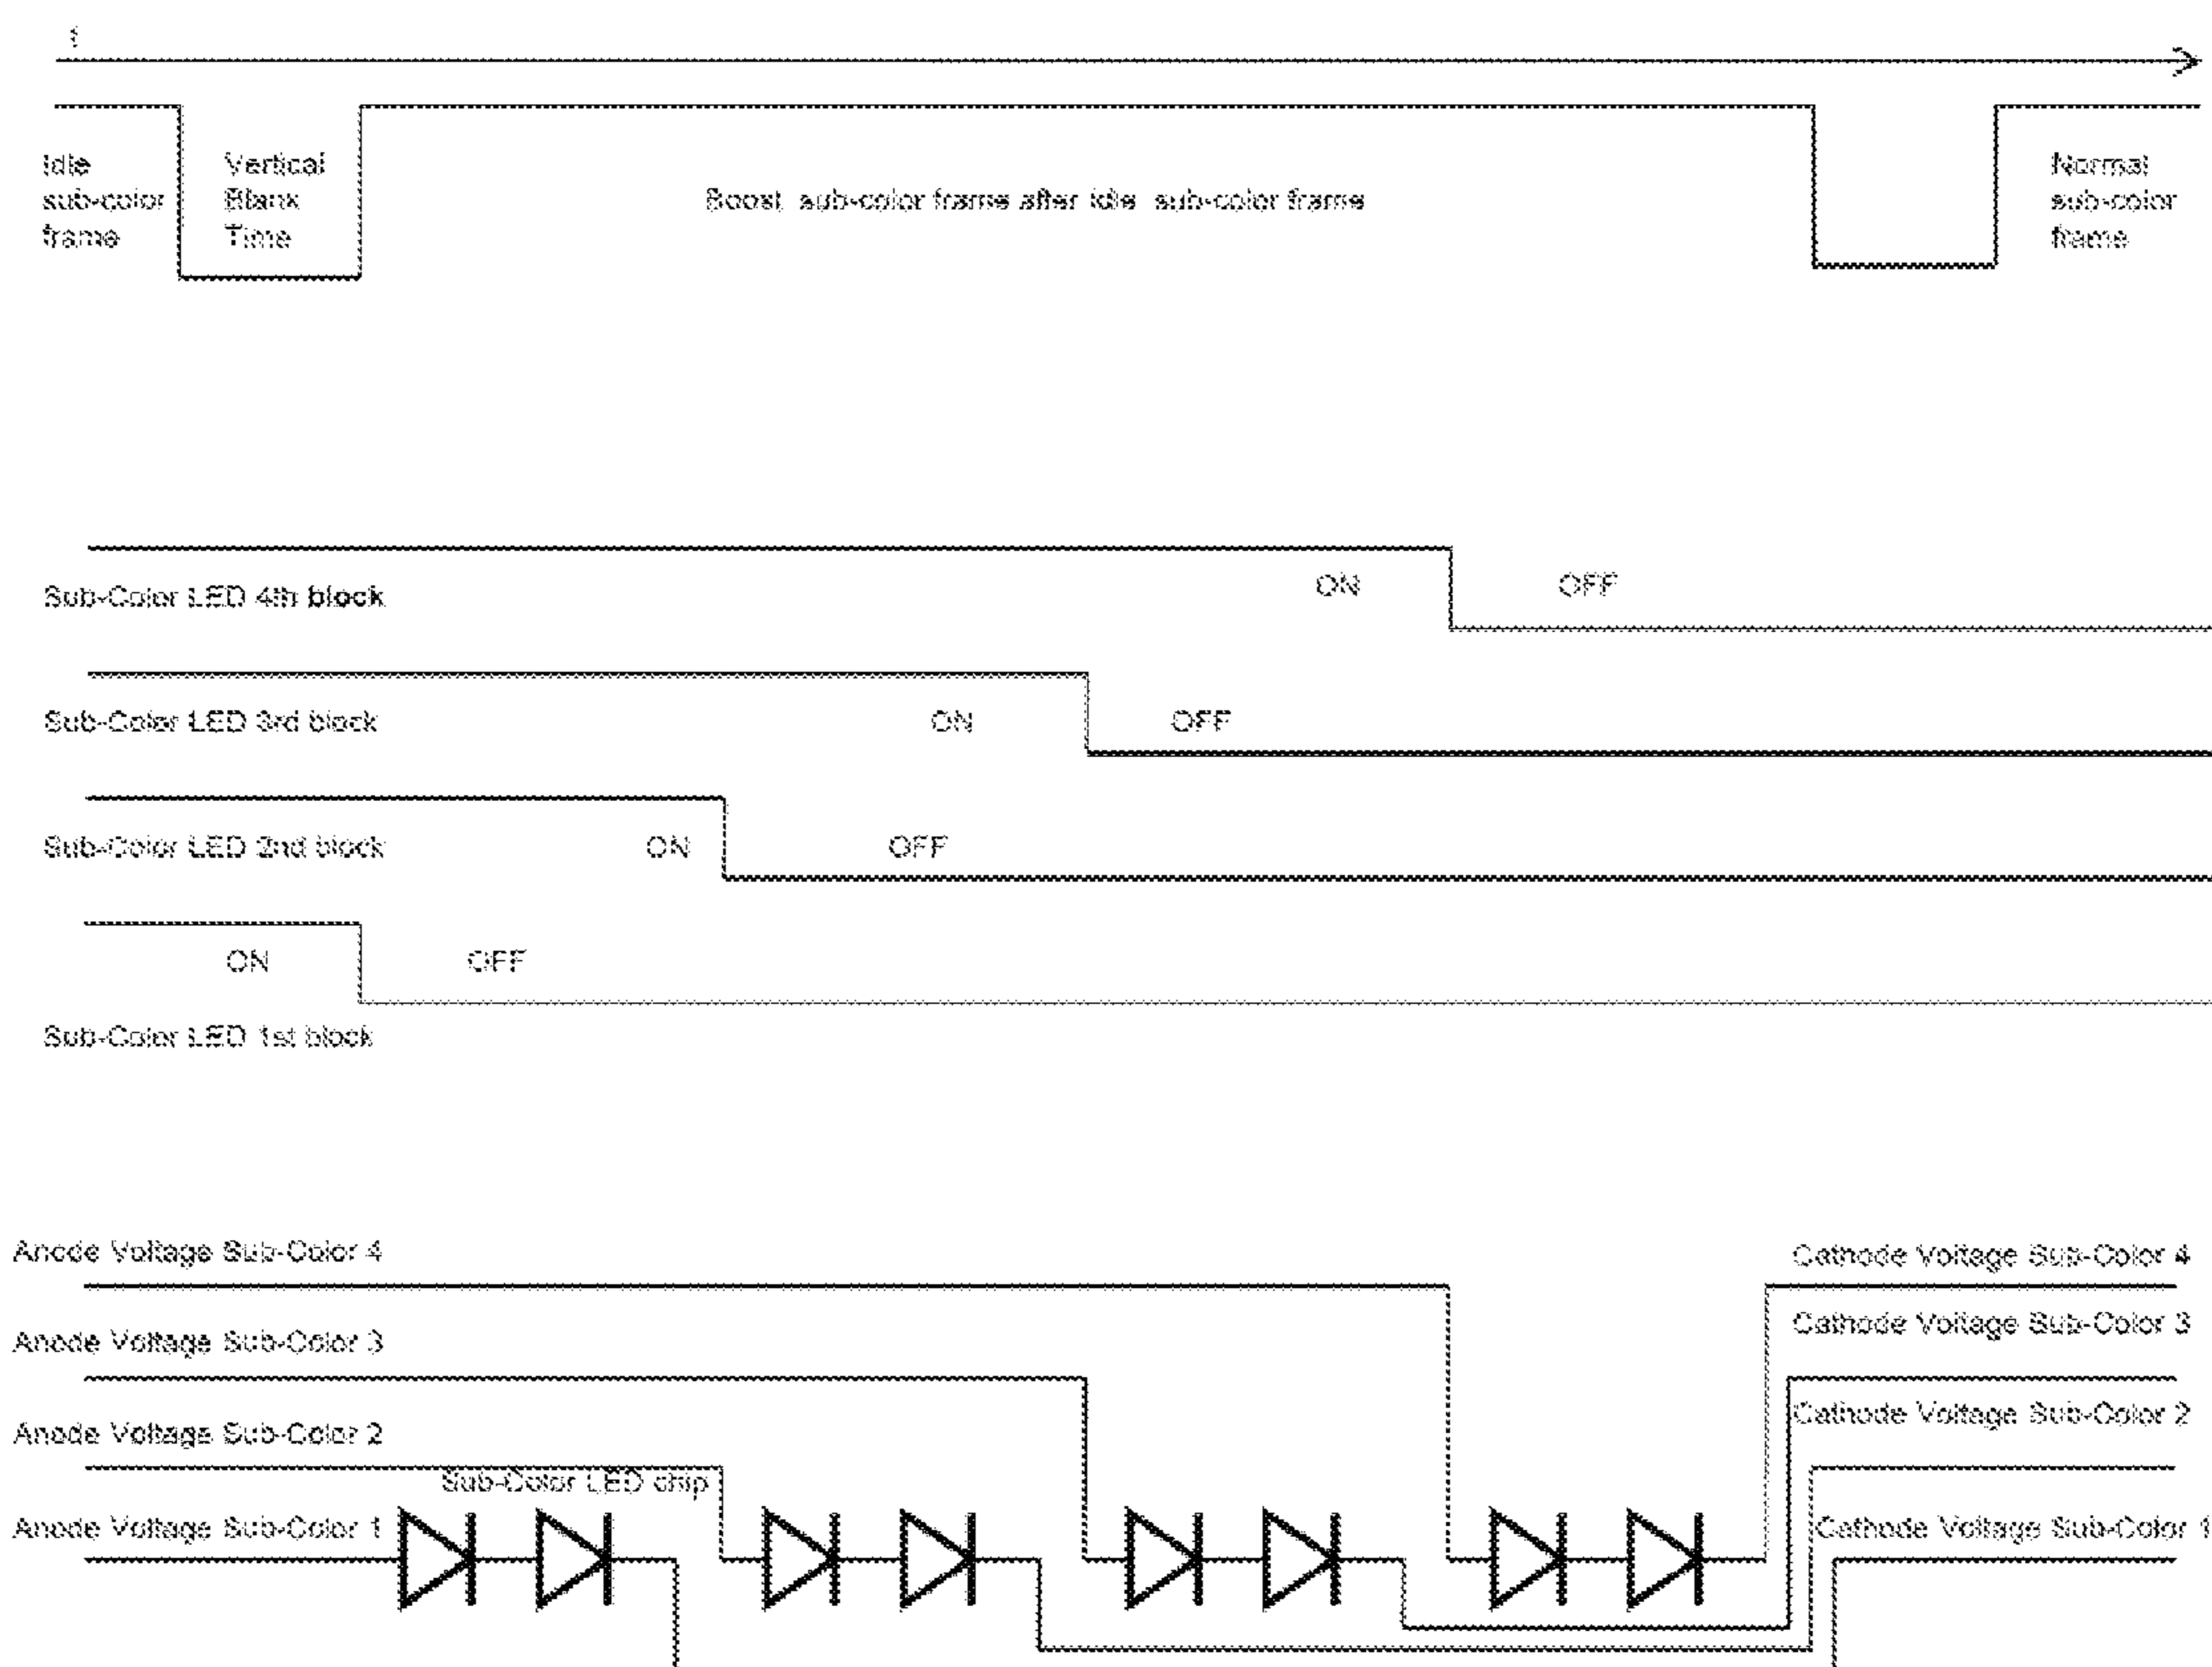 t
Idle
sub-color
frame
Vertical
Blank
Time
Boost sub-color frame after idle sub-color frame
Normal
sub-color
frame
ON OFF
Sub-Color LED 4th block
Sub-Color LED 3rd block ON OFF
Sub-Color LED 2nd block ON OFF
ON OFF
Sub-Color LED 1st block
Anode Voltage Sub-Color 4 Cathode Voltage Sub-Color 4
Anode Voltage Sub-Color 3 Cathode Voltage Sub-Color 3
Anode Voltage Sub-Color 2 Cathode Voltage Sub-Color 2
Sub-Color LED chip
Anode Voltage Sub-Color 1 Cathode Voltage Sub-Color 1